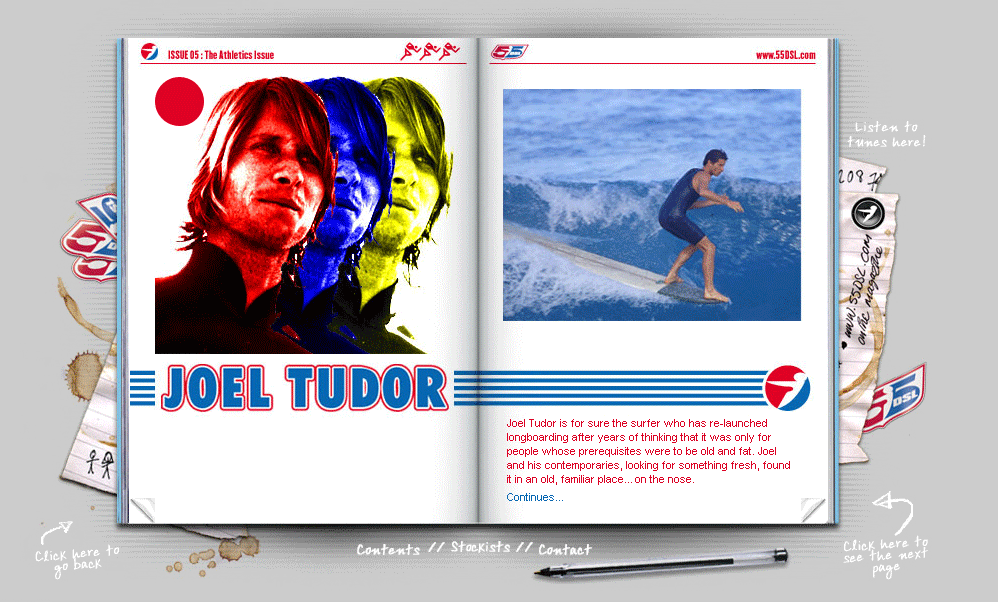 ISSUE 05 : The Athletics Issue
55
www.55DSL.com
Listen to
tunes here!
208
www.55DSL.com
online magazine
JOEL TUDOR
DSL
Joel Tudor is for sure the surfer who has re-launched
longboarding after years of thinking that it was only for
people whose prerequisites were to be old and fat. Joel
and his contemporaries, looking for something fresh, found
it in an old, familiar place...on the nose.
Continues...
Click here to
go back
Contents // Stockists // Contact
Click here to
see the next
page